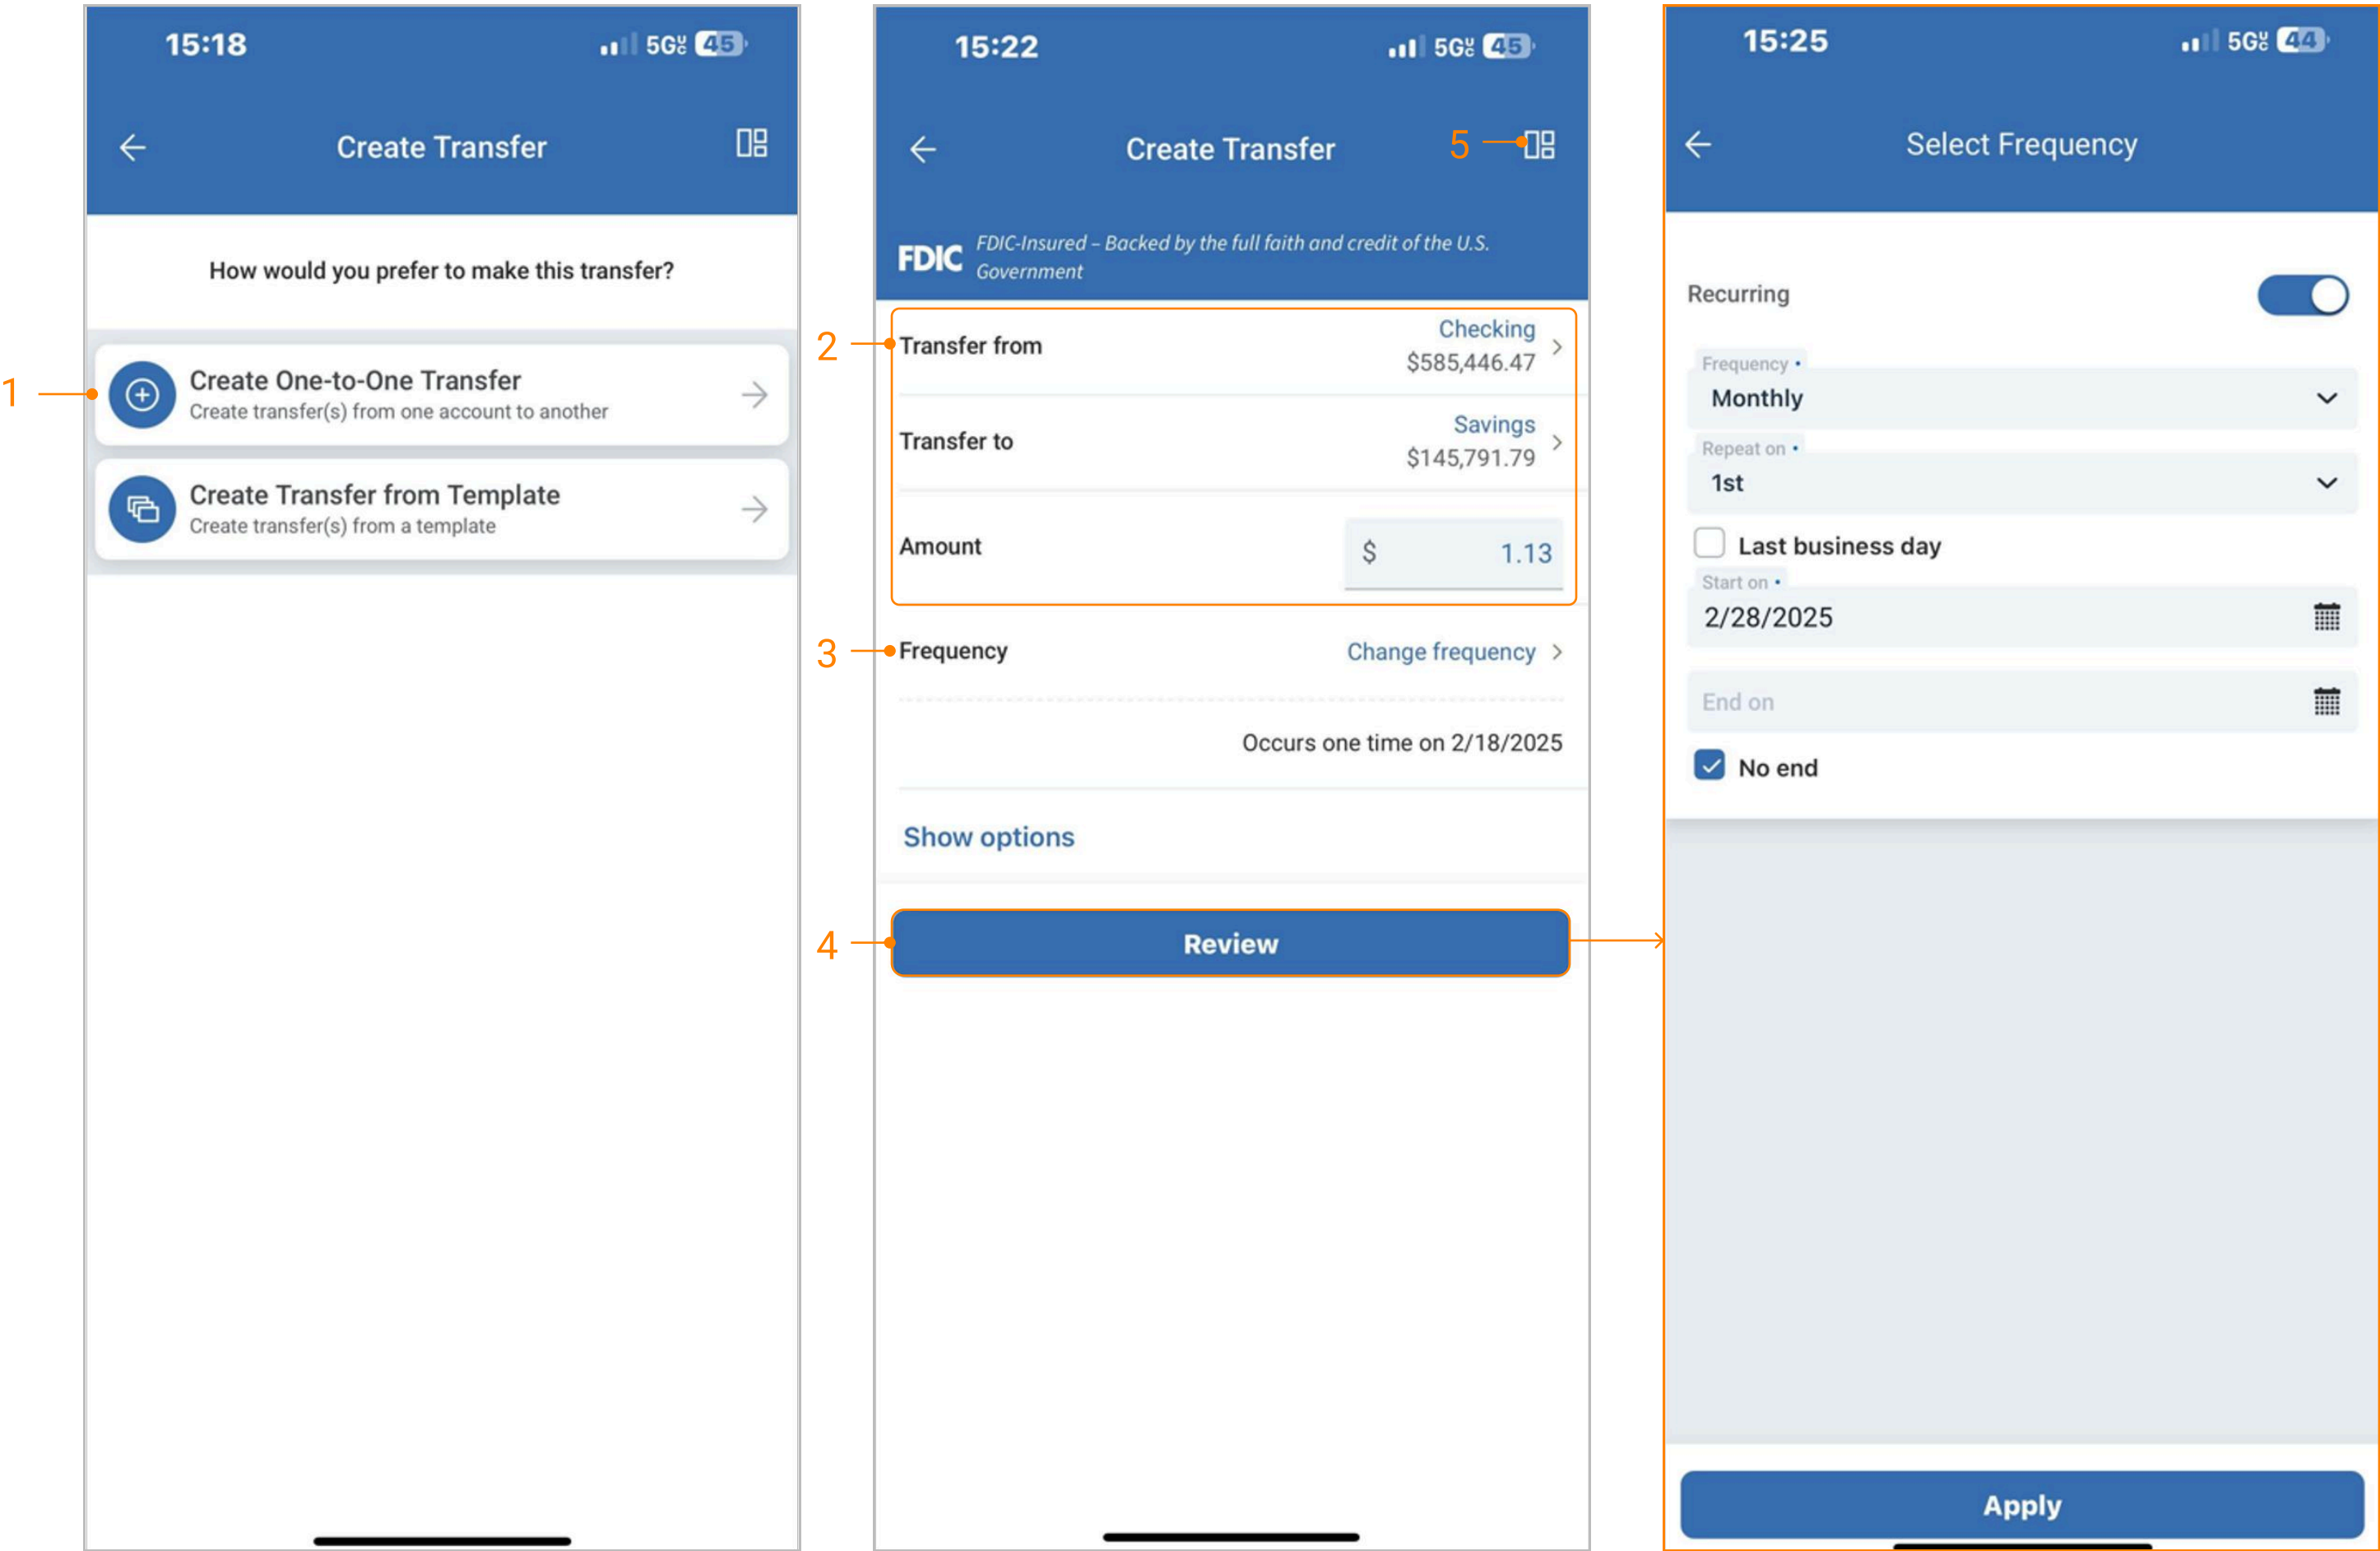 15:18
5G UC 45
Create Transfer
How would you prefer to make this transfer?
1
Create One-to-One Transfer
Create transfer(s) from one account to another
Create Transfer from Template
Create transfer(s) from a template
15:22
5G UC 45
Create Transfer
5
FDIC
FDIC-Insured – Backed by the full faith and credit of the U.S.
Government
2
Transfer from
Checking
$585,446.47
Transfer to
Savings
$145,791.79
Amount
$ 1.13
3
Frequency
Change frequency
Occurs one time on 2/18/2025
Show options
4
Review
15:25
5G UC 44
Select Frequency
Recurring
Frequency •
Monthly
Repeat on •
1st
Last business day
Start on •
2/28/2025
End on
No end
Apply